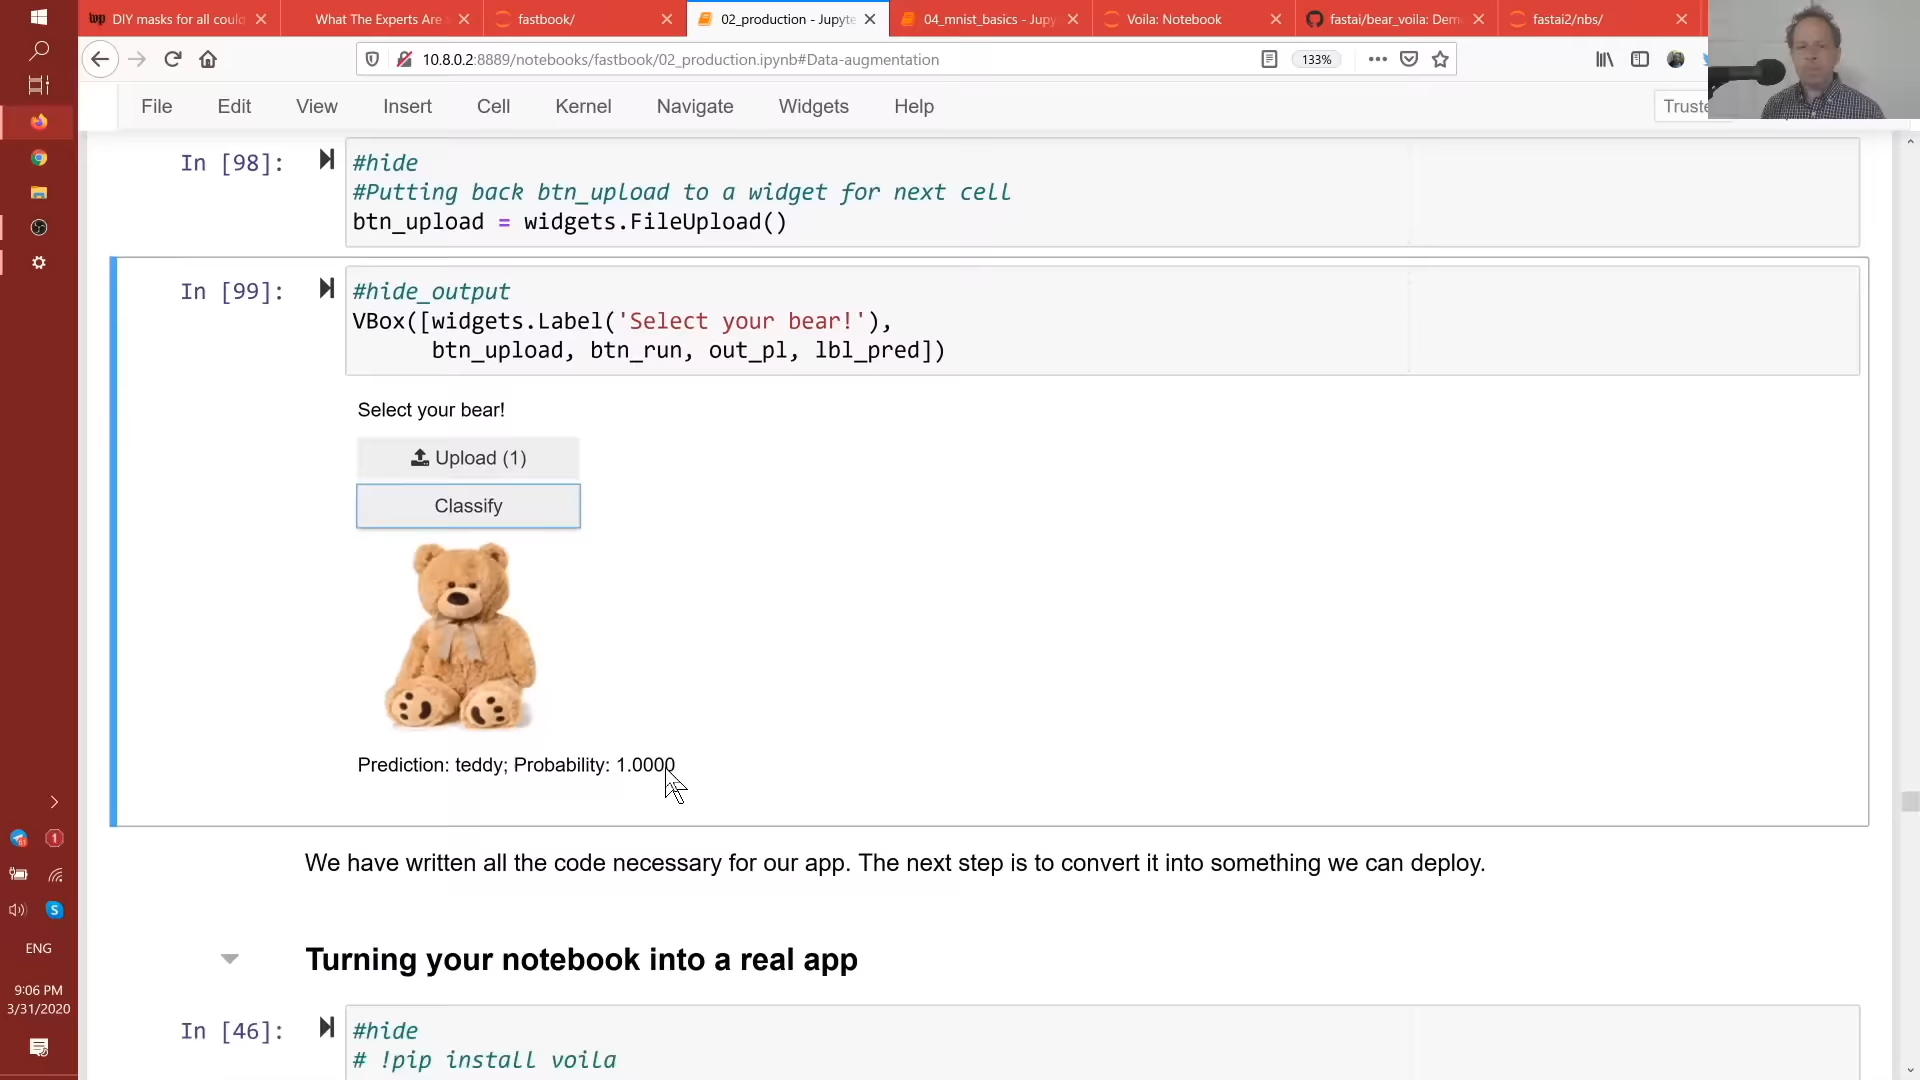 DIY masks for all could
What The Experts Are
fastbook/
02_production - Jupyte
04_mnist_basics - Jupy
Voila: Notebook
fastai/bear_voila: Dem
fastai2/nbs/
10.8.0.2:8889/notebooks/fastbook/02_production.ipynb#Data-augmentation
133%
File Edit View Insert Cell Kernel Navigate Widgets Help
Truste
In [98]:
#hide
#Putting back btn_upload to a widget for next cell
btn_upload = widgets.FileUpload()
In [99]:
#hide_output
VBox([widgets.Label('Select your bear!'),
btn_upload, btn_run, out_pl, lbl_pred])
Select your bear!
Upload (1)
Classify
Prediction: teddy; Probability: 1.0000
We have written all the code necessary for our app. The next step is to convert it into something we can deploy.
Turning your notebook into a real app
In [46]:
#hide
# !pip install voila
ENG
9:06 PM
3/31/2020